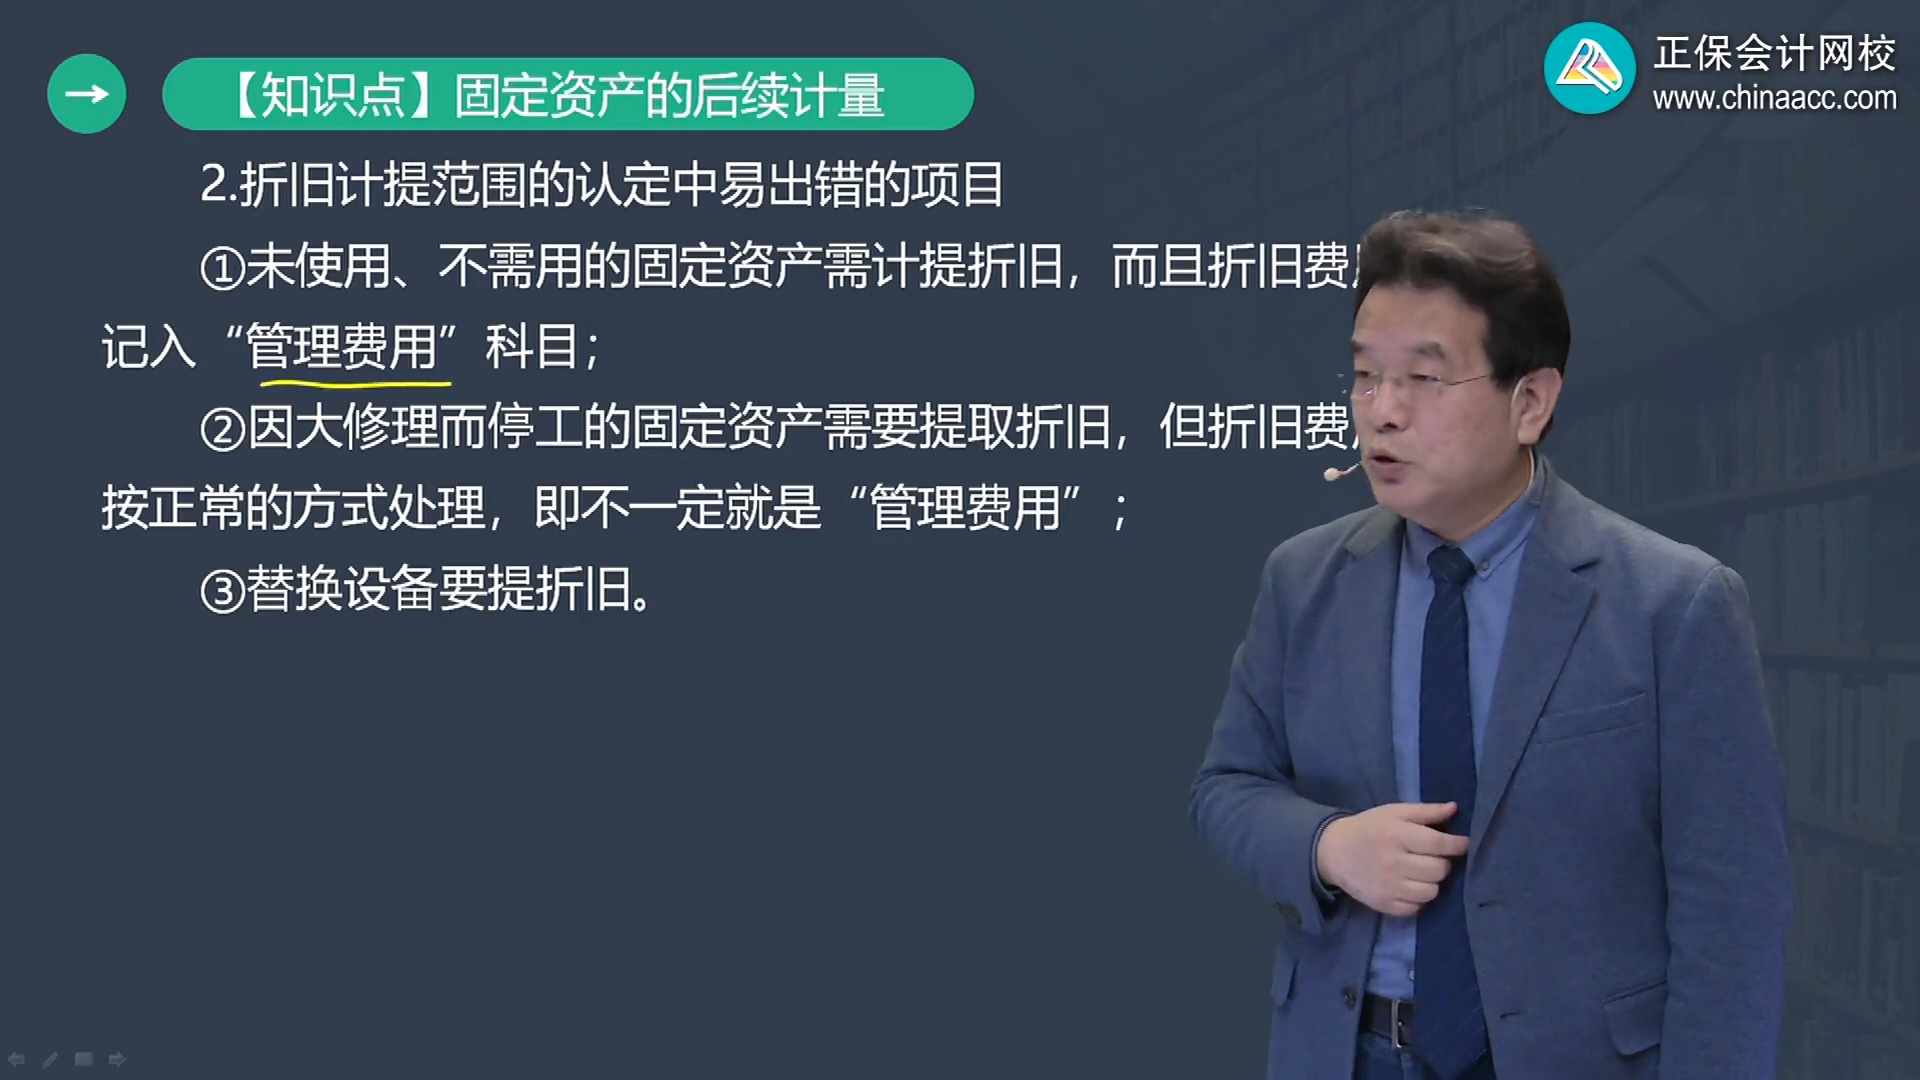 正保会计网校
www.chinaacc.com
【知识点】固定资产的后续计量
2.折旧计提范围的认定中易出错的项目
①未使用、不需用的固定资产需计提折旧，而且折旧费
记入“管理费用”科目；
②因大修理而停工的固定资产需要提取折旧，但折旧费
按正常的方式处理，即不一定就是“管理费用”；
③替换设备要提折旧。